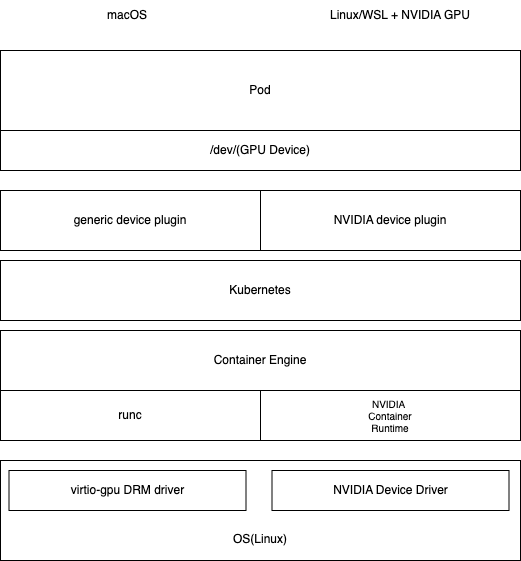 macOS
Linux/WSL + NVIDIA GPU
Pod
/dev/(GPU Device)
generic device plugin
NVIDIA device plugin
Kubernetes
Container Engine
runc
NVIDIA
Container
Runtime
virtio-gpu DRM driver
NVIDIA Device Driver
OS(Linux)